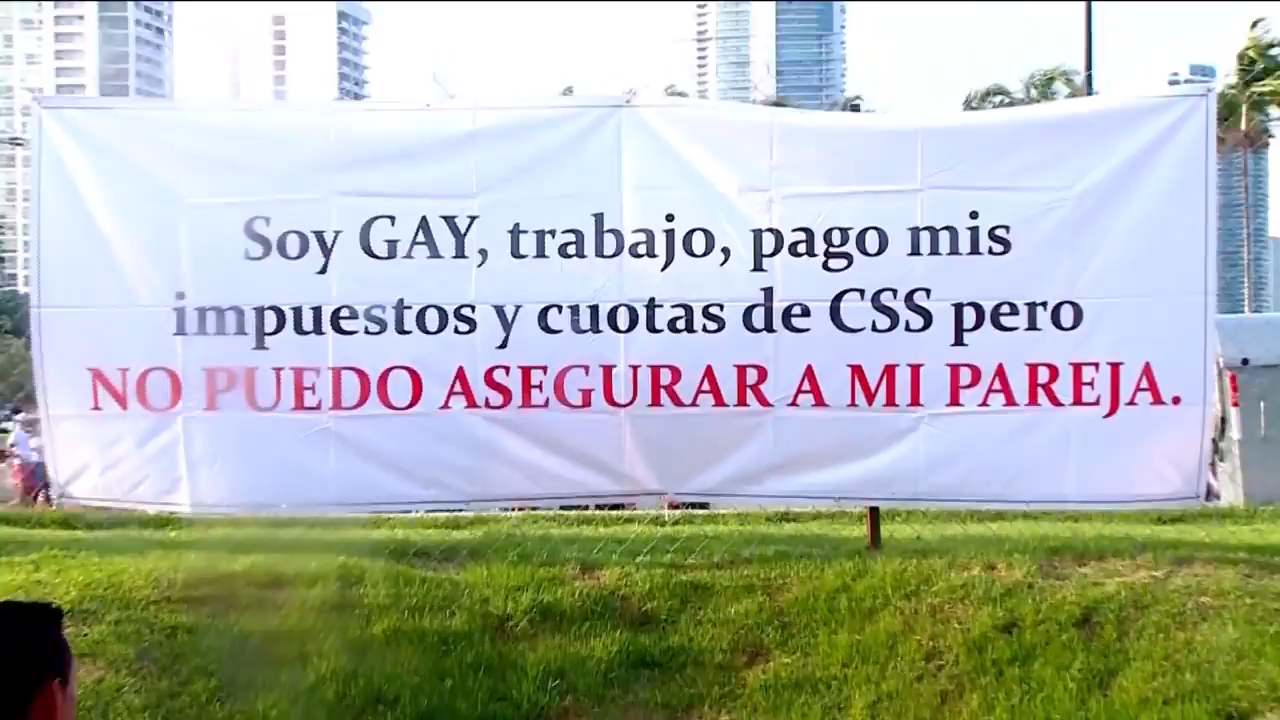 Soy GAY, trabajo, pago mis
impuestos y cuotas de CSS pero
NO PUEDO ASEGURAR A MI PAREJA.